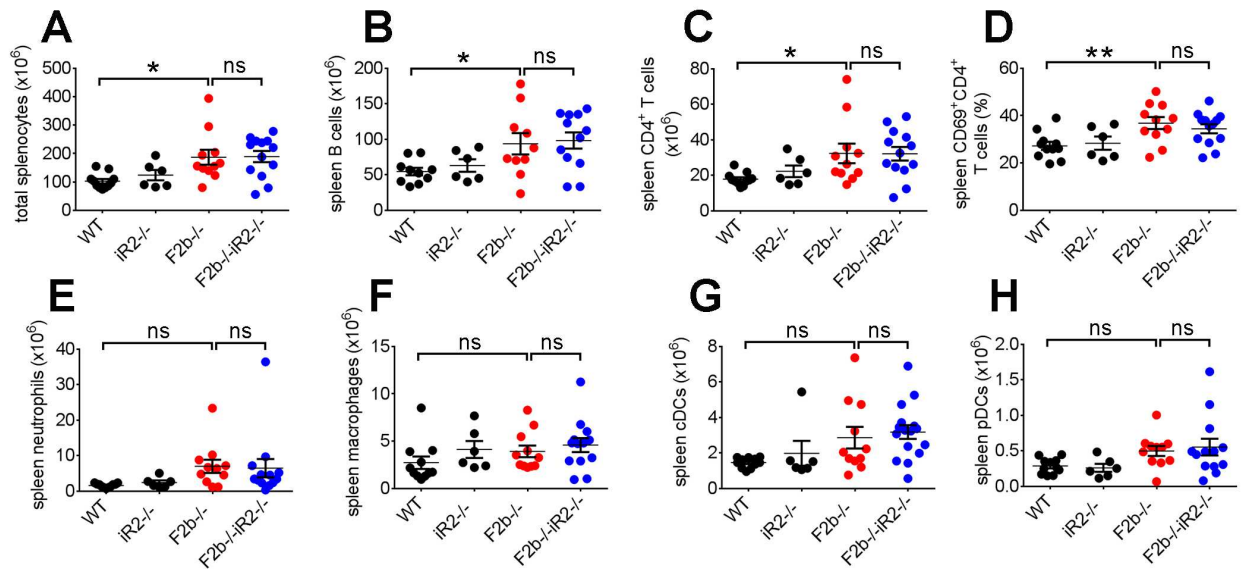 A
total splenocytes (x10⁶)
500
400
300
200
100
0
*
ns
WT
iR2-/-
F2b-/-
F2b-/-iR2-/-
B
spleen B cells (x10⁶)
200
150
100
50
0
*
ns
WT
iR2-/-
F2b-/-
F2b-/-iR2-/-
C
spleen CD4⁺ T cells
(x10⁶)
80
60
40
20
0
*
ns
WT
iR2-/-
F2b-/-
F2b-/-iR2-/-
D
spleen CD69⁺CD4⁺
T cells (%)
60
40
20
0
**
ns
WT
iR2-/-
F2b-/-
F2b-/-iR2-/-
E
spleen neutrophils (x10⁶)
40
30
20
10
0
ns
ns
WT
iR2-/-
F2b-/-
F2b-/-iR2-/-
F
spleen macrophages (x10⁶)
15
10
5
0
ns
ns
WT
iR2-/-
F2b-/-
F2b-/-iR2-/-
G
spleen cDCs (x10⁶)
8
6
4
2
0
ns
ns
WT
iR2-/-
F2b-/-
F2b-/-iR2-/-
H
spleen pDCs (x10⁶)
2.0
1.5
1.0
0.5
0.0
ns
ns
WT
iR2-/-
F2b-/-
F2b-/-iR2-/-